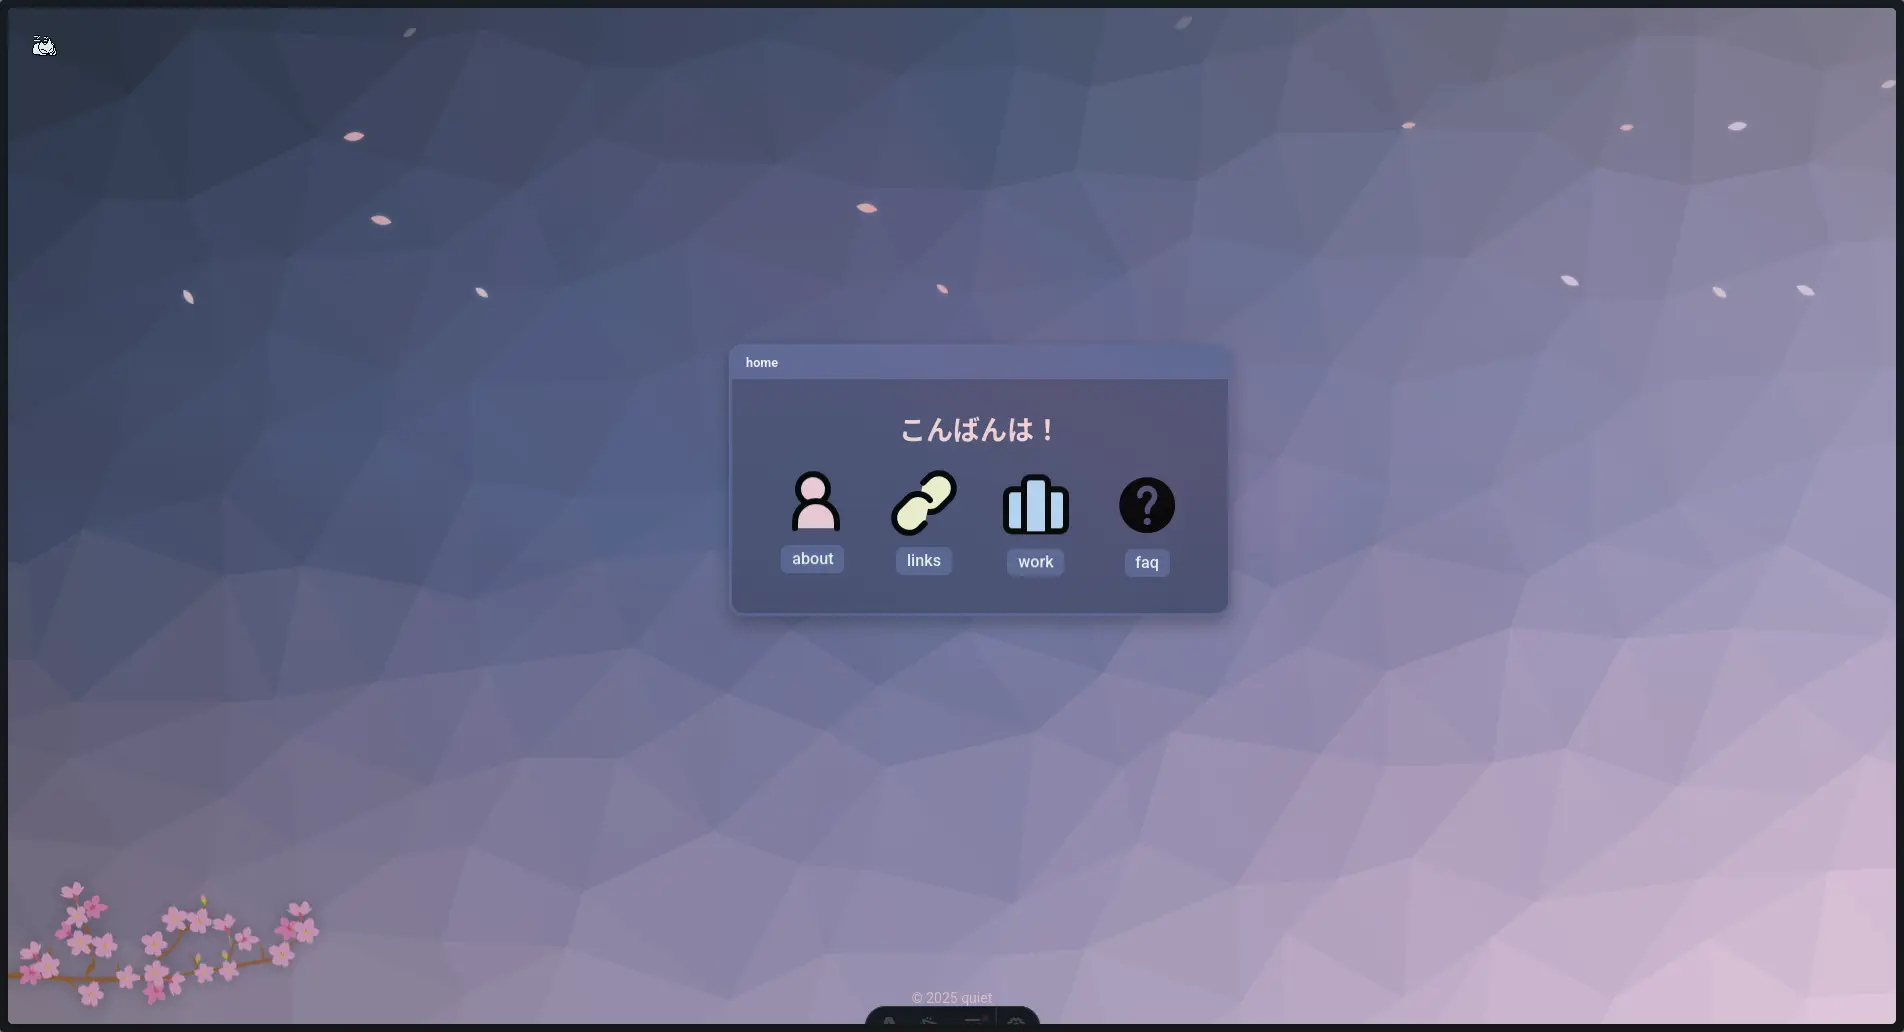 home
こんばんは！
about
links
work
faq
© 2025 quiet